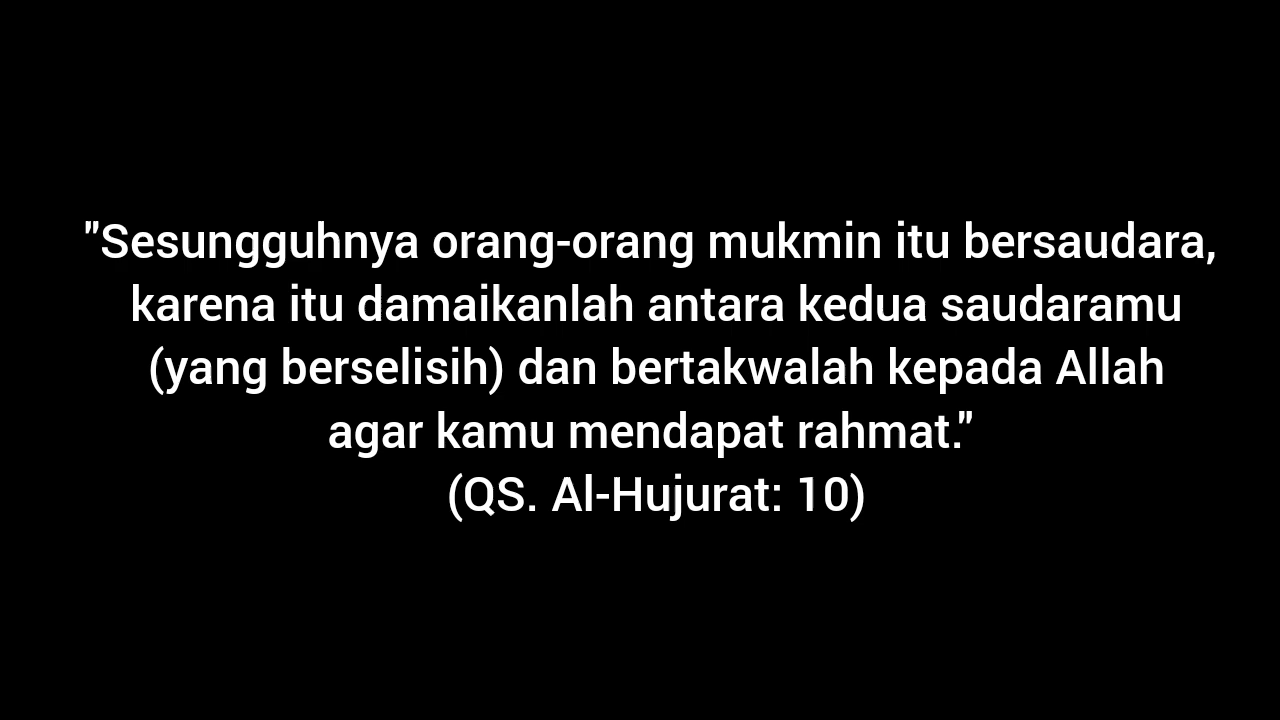 "Sesungguhnya orang-orang mukmin itu bersaudara,
karena itu damaikanlah antara kedua saudaramu
(yang berselisih) dan bertakwalah kepada Allah
agar kamu mendapat rahmat."
(QS. Al-Hujurat: 10)